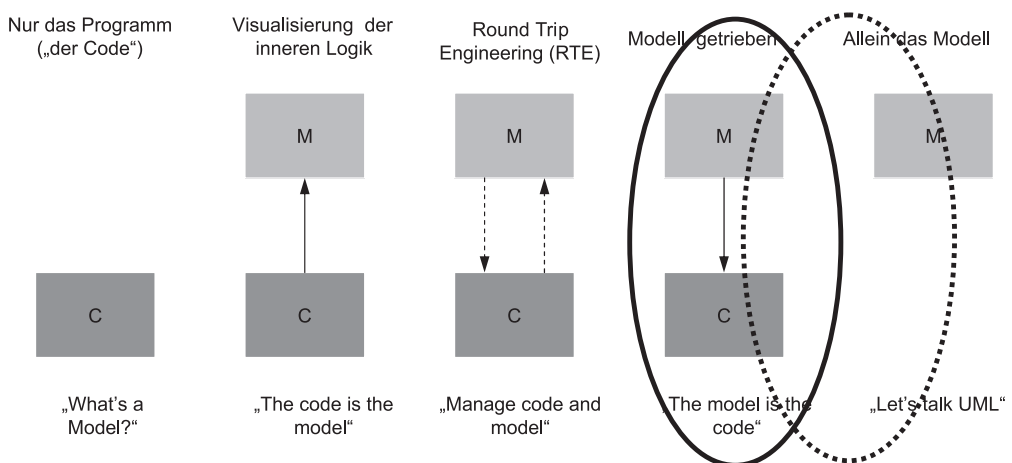 Nur das Programm
(„der Code“)
Visualisierung der
inneren Logik
Round Trip
Engineering (RTE)
Modell getrieben
Allein das Modell
M
M
M
M
C
C
C
C
„What's a
Model?“
„The code is the
model“
„Manage code and
model“
„The model is the
code“
„Let's talk UML“